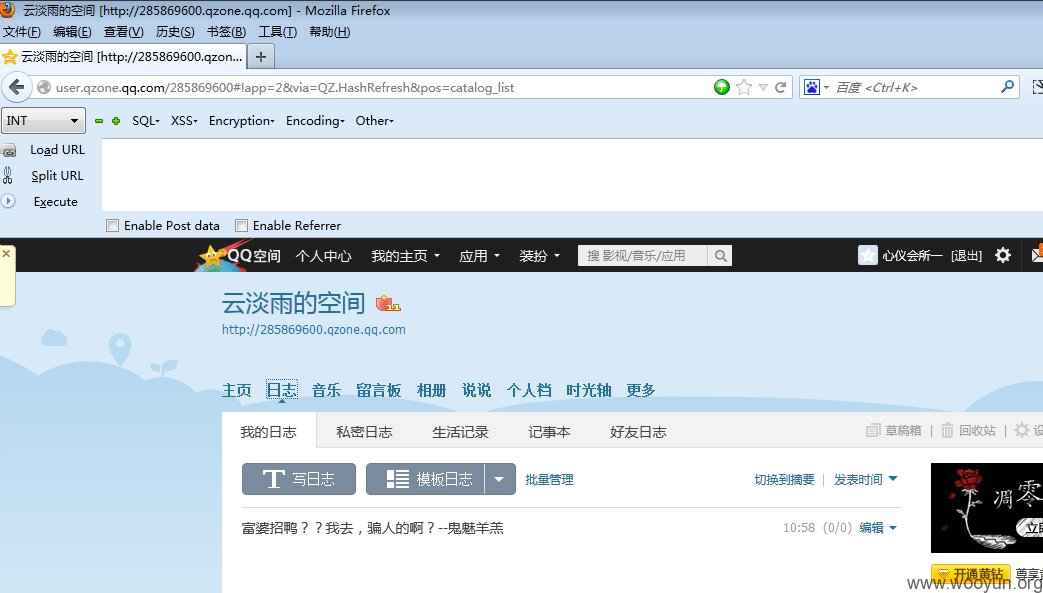 云淡雨的空间 [http://285869600.qzone.qq.com] - Mozilla Firefox
文件(F) 编辑(E) 查看(V) 历史(S) 书签(B) 工具(T) 帮助(H)
云淡雨的空间 [http://285869600.qzon... +
user.qzone.qq.com/285869600#!app=2&via=QZ.HashRefresh&pos=catalog_list 百度 <Ctrl+K>
INT SQL XSS Encryption Encoding Other
Load URL
Split URL
Execute
Enable Post data Enable Referrer
QQ空间 个人中心 我的主页 应用 装扮 搜 影视/音乐/应用 心仪会所一 [退出]
云淡雨的空间 11
http://285869600.qzone.qq.com
主页 日志 音乐 留言板 相册 说说 个人档 时光轴 更多
我的日志 私密日志 生活记录 记事本 好友日志 草稿箱 | 回收站 | 设
写日志 模板日志 批量管理 切换到摘要 | 发表时间
凋零
立即
富婆招鸭？？我去，骗人的啊？--鬼魅羊羔 10:58 (0/0) 编辑
开通黄钻 尊享
www.wooyun.org